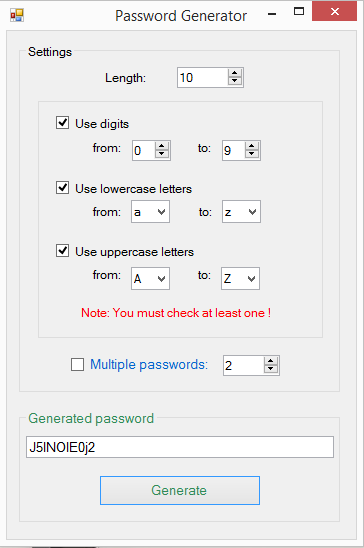 Password Generator
Settings
Length: 10
Use digits
from: 0 to: 9
Use lowercase letters
from: a to: z
Use uppercase letters
from: A to: Z
Note: You must check at least one !
Multiple passwords: 2
Generated password
J5INOIE0j2
Generate